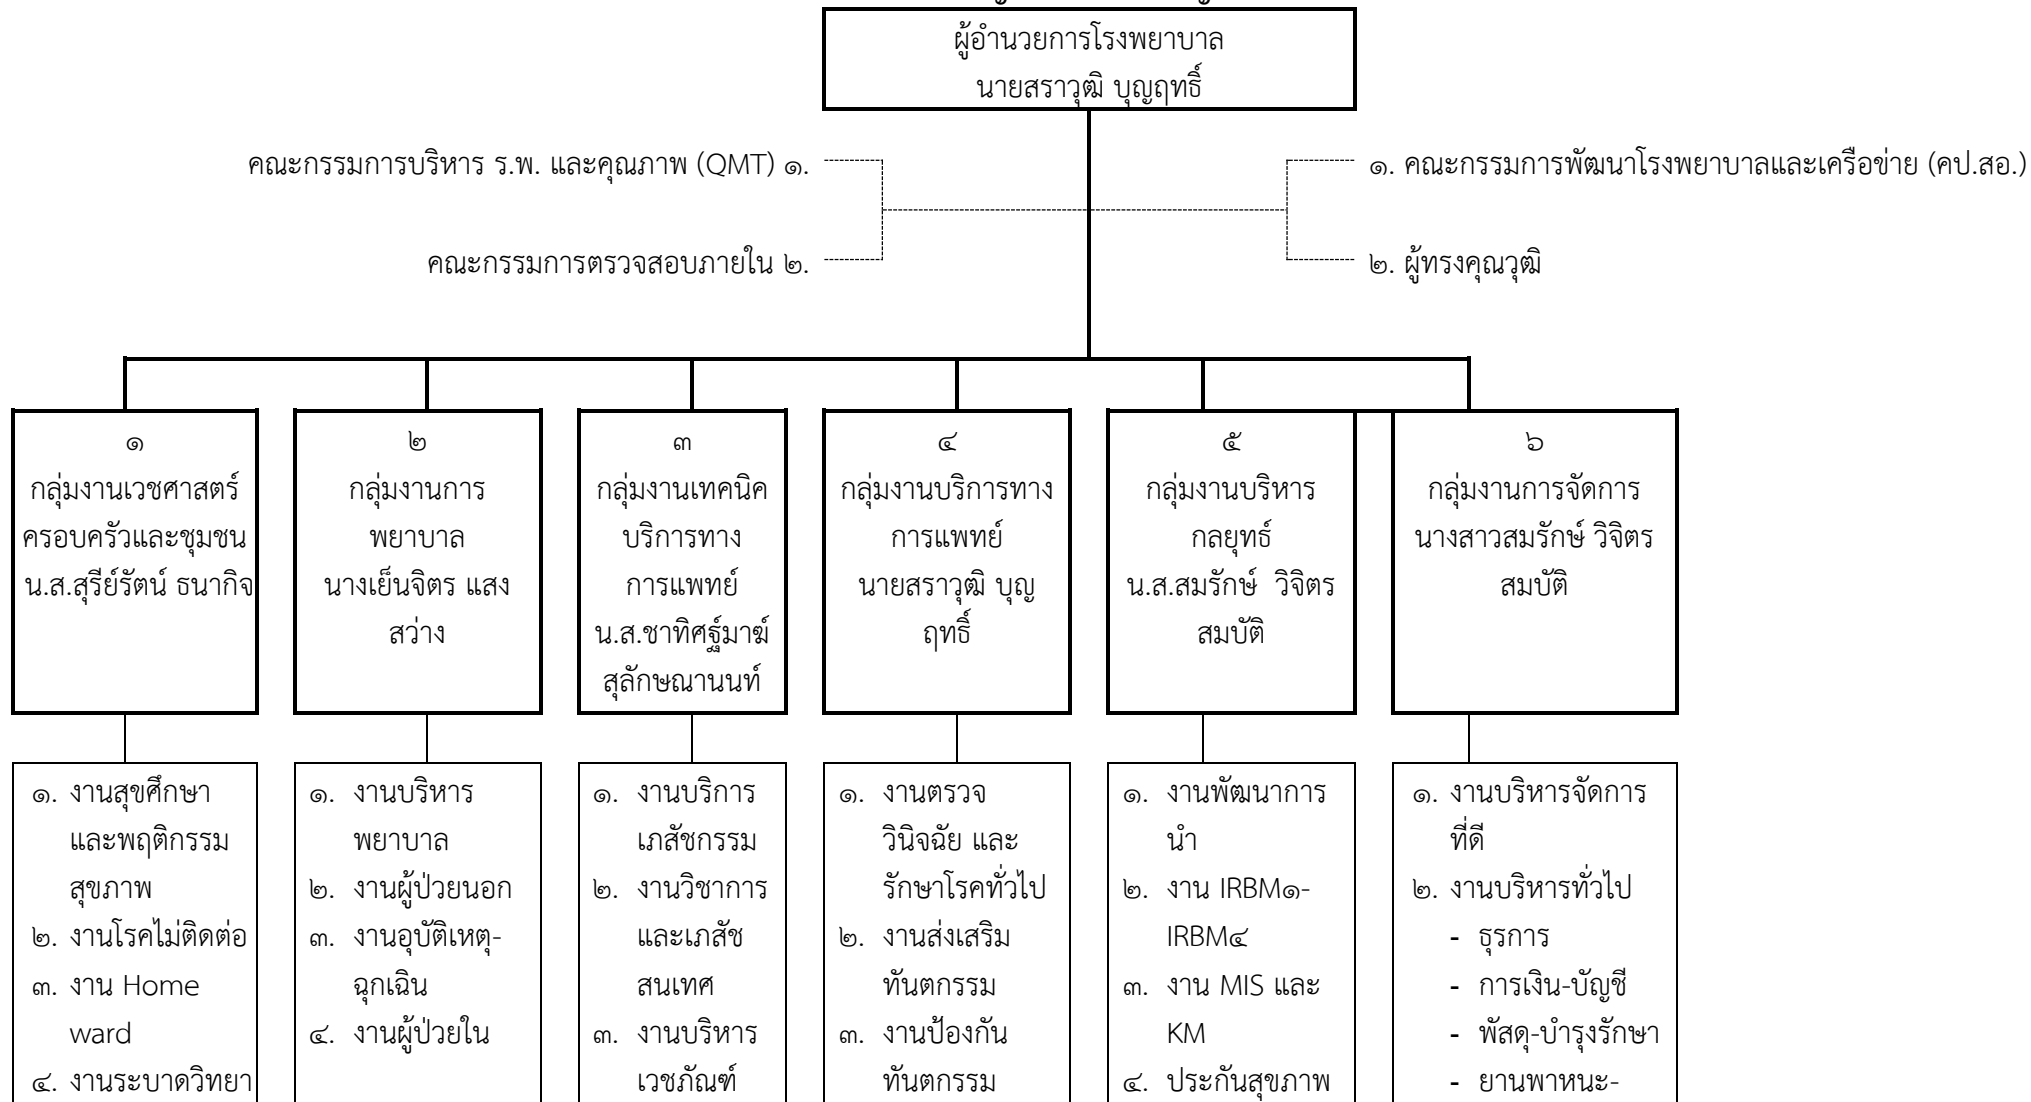 ผู้อำนวยการโรงพยาบาล
นายสราวุฒิ บุญฤทธิ์
คณะกรรมการบริหาร ร.พ. และคุณภาพ (QMT) ๑.
๑. คณะกรรมการพัฒนาโรงพยาบาลและเครือข่าย (คป.สอ.)
คณะกรรมการตรวจสอบภายใน ๒.
๒. ผู้ทรงคุณวุฒิ
๑
กลุ่มงานเวชศาสตร์
ครอบครัวและชุมชน
น.ส.สุรีย์รัตน์ ธนากิจ
๒
กลุ่มงานการ
พยาบาล
นางเย็นจิตร แสง
สว่าง
๓
กลุ่มงานเทคนิค
บริการทาง
การแพทย์
น.ส.ชาทิศฐ์มาฆ์
สุลักษณานนท์
๔
กลุ่มงานบริการทาง
การแพทย์
นายสราวุฒิ บุญ
ฤทธิ์
๕
กลุ่มงานบริหาร
กลยุทธ์
น.ส.สมรักษ์ วิจิตร
สมบัติ
๖
กลุ่มงานการจัดการ
นางสาวสมรักษ์ วิจิตร
สมบัติ
๑. งานสุขศึกษา
และพฤติกรรม
สุขภาพ
๒. งานโรคไม่ติดต่อ
๓. งาน Home
ward
๔. งานระบาดวิทยา
๑. งานบริหาร
พยาบาล
๒. งานผู้ป่วยนอก
๓. งานอุบัติเหตุ-
ฉุกเฉิน
๔. งานผู้ป่วยใน
๑. งานบริการ
เภสัชกรรม
๒. งานวิชาการ
และเภสัช
สนเทศ
๓. งานบริหาร
เวชภัณฑ์
๑. งานตรวจ
วินิจฉัย และ
รักษาโรคทั่วไป
๒. งานส่งเสริม
ทันตกรรม
๓. งานป้องกัน
ทันตกรรม
๑. งานพัฒนาการ
นำ
๒. งาน IRBM๑-
IRBM๔
๓. งาน MIS และ
KM
๔. ประกันสุขภาพ
๑. งานบริหารจัดการ
ที่ดี
๒. งานบริหารทั่วไป
- ธุรการ
- การเงิน-บัญชี
- พัสดุ-บำรุงรักษา
- ยานพาหนะ-